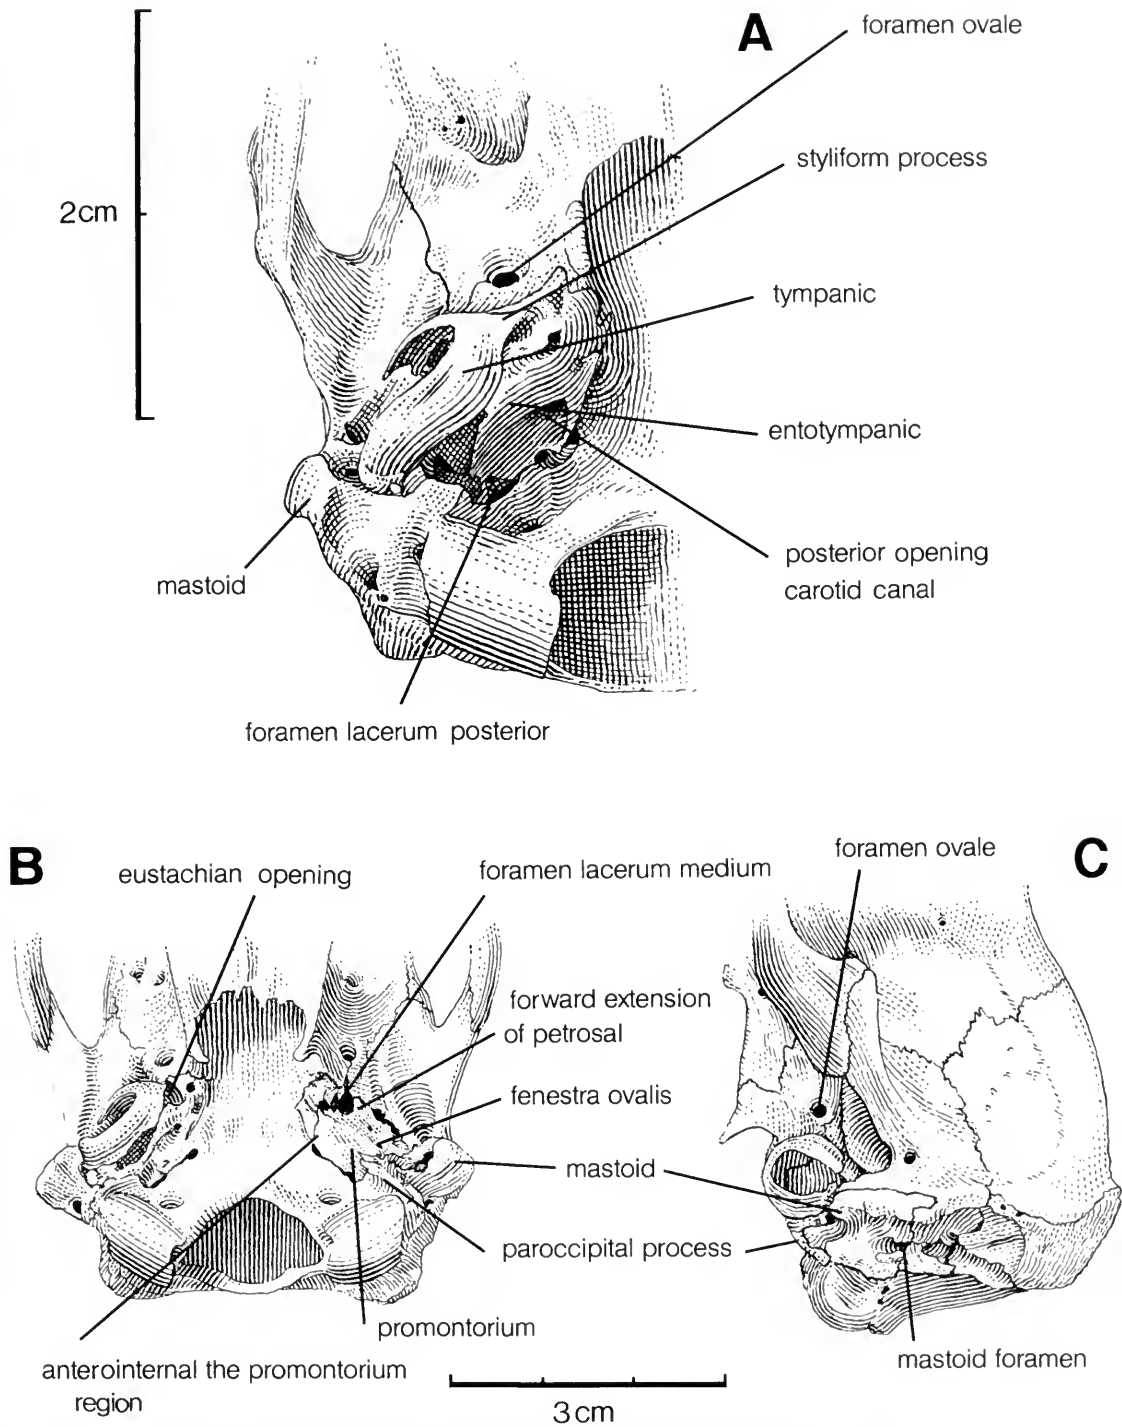 A
foramen ovale
styliform process
2cm
tympanic
entotympanic
posterior opening
carotid canal
mastoid
foramen lacerum posterior
B
eustachian opening
foramen lacerum medium
foramen ovale
C
forward extension
of petrosal
fenestra ovalis
mastoid
paroccipital process
promontorium
mastoid foramen
anterointernal the promontorium
region
3cm